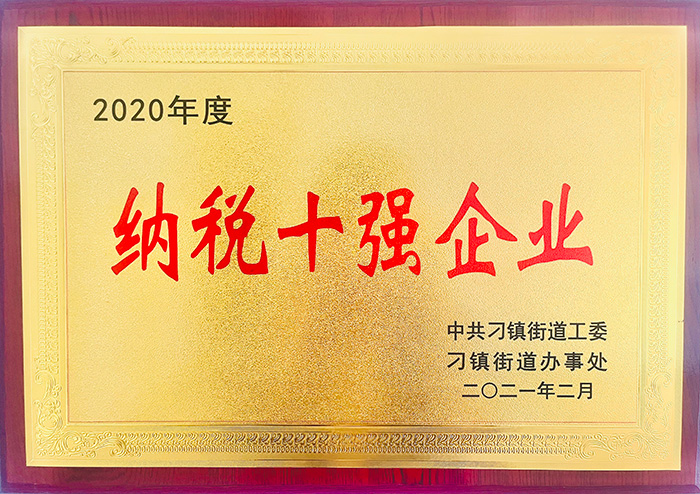 2020年度
纳税十强企业
中共刁镇街道工委
刁镇街道办事处
二〇二一年二月